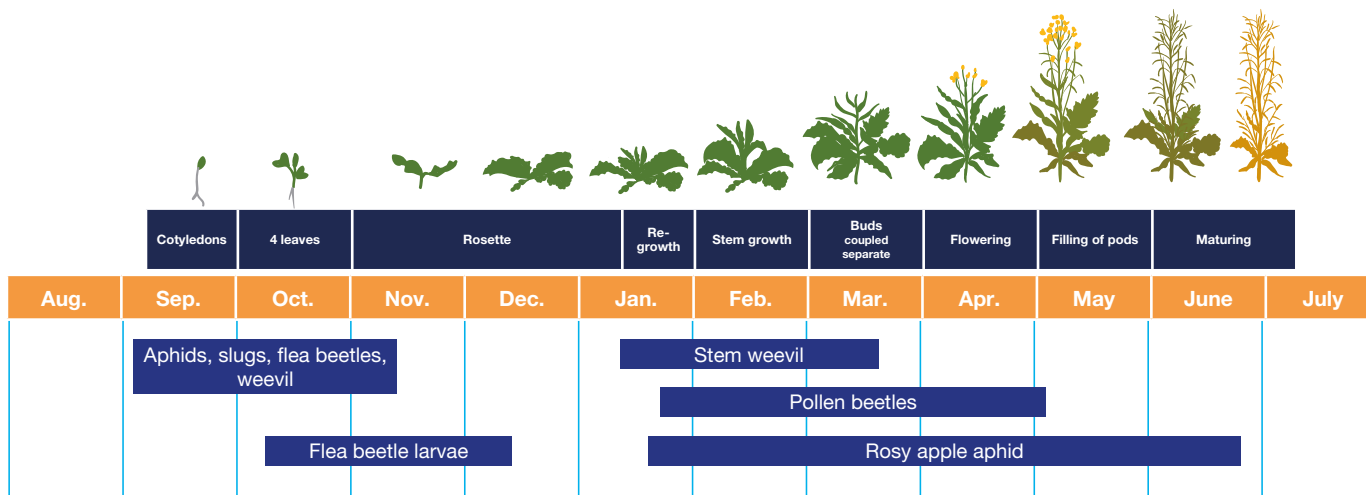 Cotyledons
4 leaves
Rosette
Re-
growth
Stem growth
Buds
coupled
separate
Flowering
Filling of pods
Maturing
Aug.
Sep.
Oct.
Nov.
Dec.
Jan.
Feb.
Mar.
Apr.
May
June
July
Aphids, slugs, flea beetles,
weevil
Stem weevil
Pollen beetles
Flea beetle larvae
Rosy apple aphid